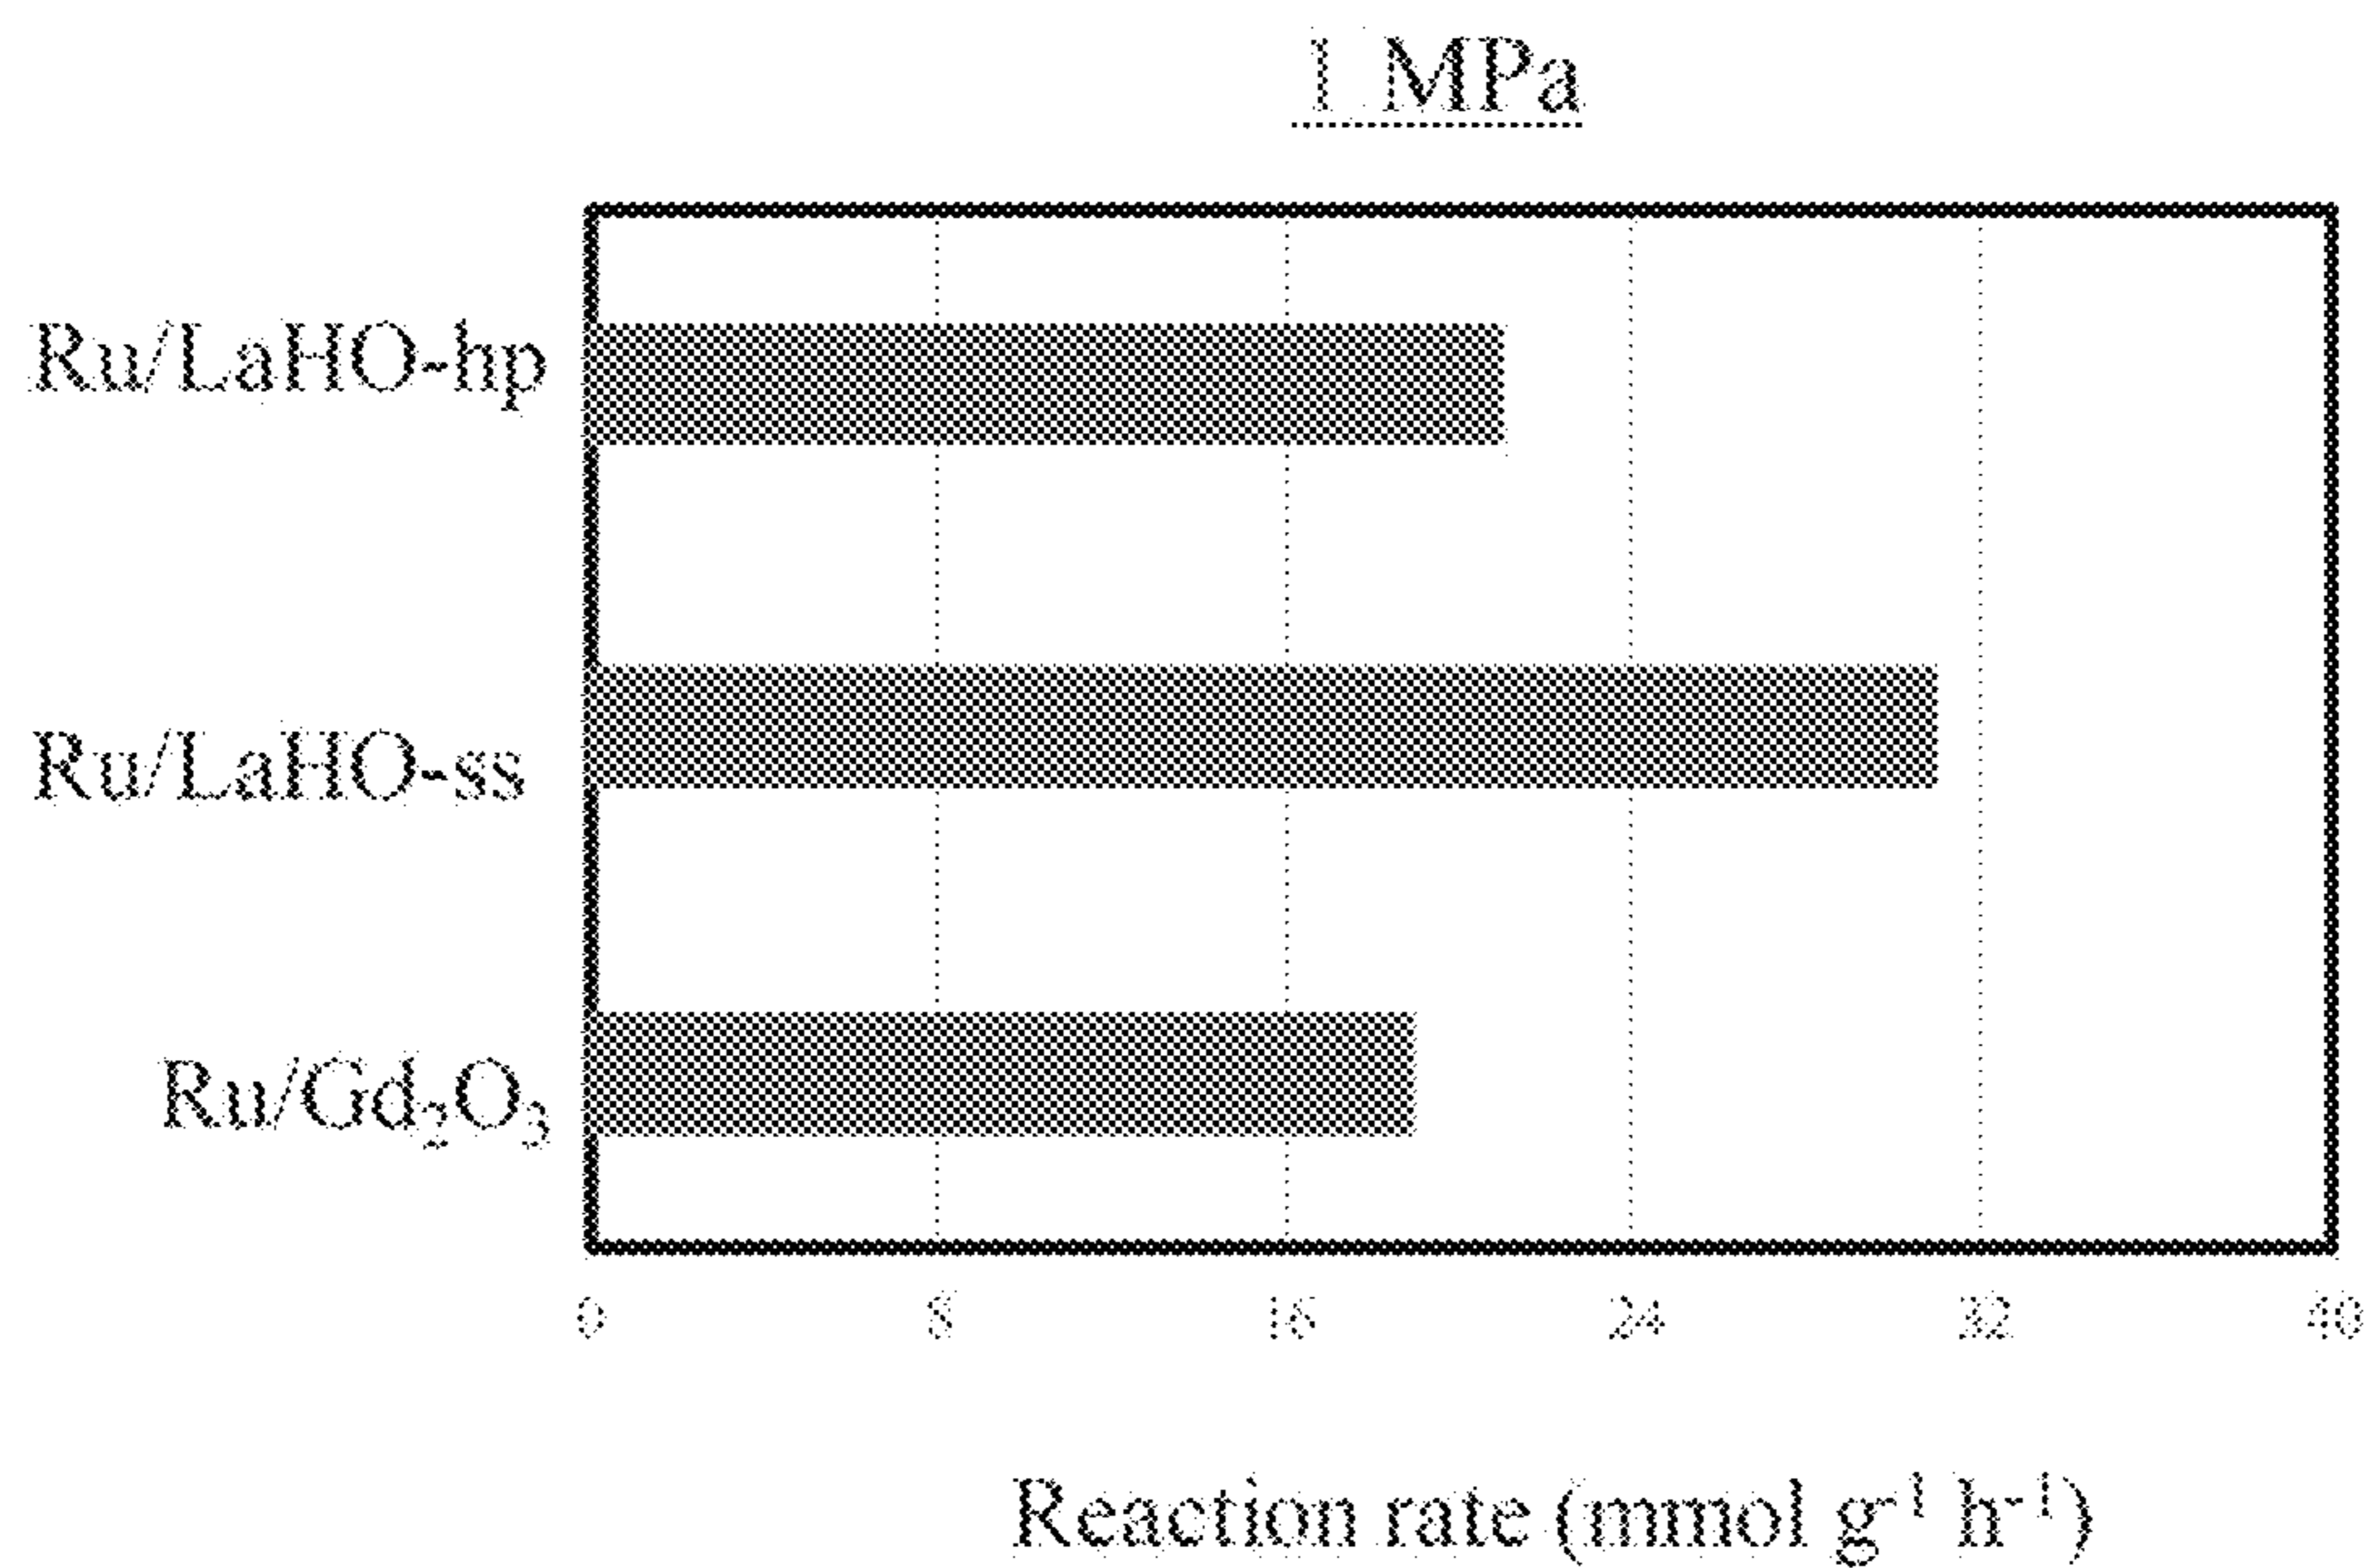 1 MPa
Ru/LaHO-hp
Ru/LaHO-ss
Ru/Gd₂O₃
0 8 16 24 32 40
Reaction rate (mmol g⁻¹ h⁻¹)